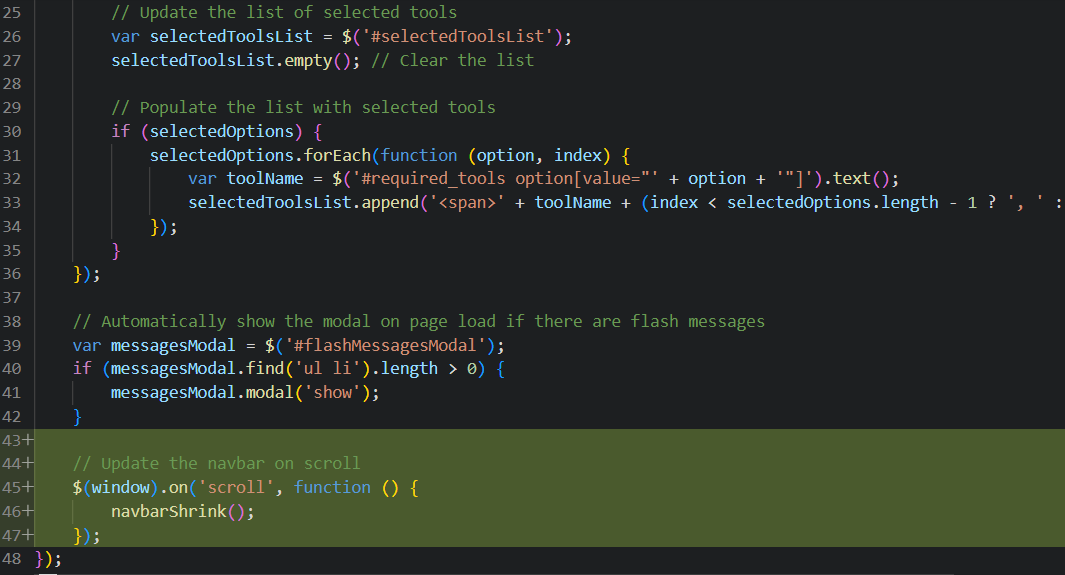 25 // Update the list of selected tools
26 var selectedToolsList = $('#selectedToolsList');
27 selectedToolsList.empty(); // Clear the list
28
29 // Populate the list with selected tools
30 if (selectedOptions) {
31 selectedOptions.forEach(function (option, index) {
32 var toolName = $('#required_tools option[value="' + option + '"]').text();
33 selectedToolsList.append('<span>' + toolName + (index < selectedOptions.length - 1 ? ', ' :
34 });
35 }
36 });
37
38 // Automatically show the modal on page load if there are flash messages
39 var messagesModal = $('#flashMessagesModal');
40 if (messagesModal.find('ul li').length > 0) {
41 messagesModal.modal('show');
42 }
43+
44+ // Update the navbar on scroll
45+ $(window).on('scroll', function () {
46+ navbarShrink();
47+ });
48 });